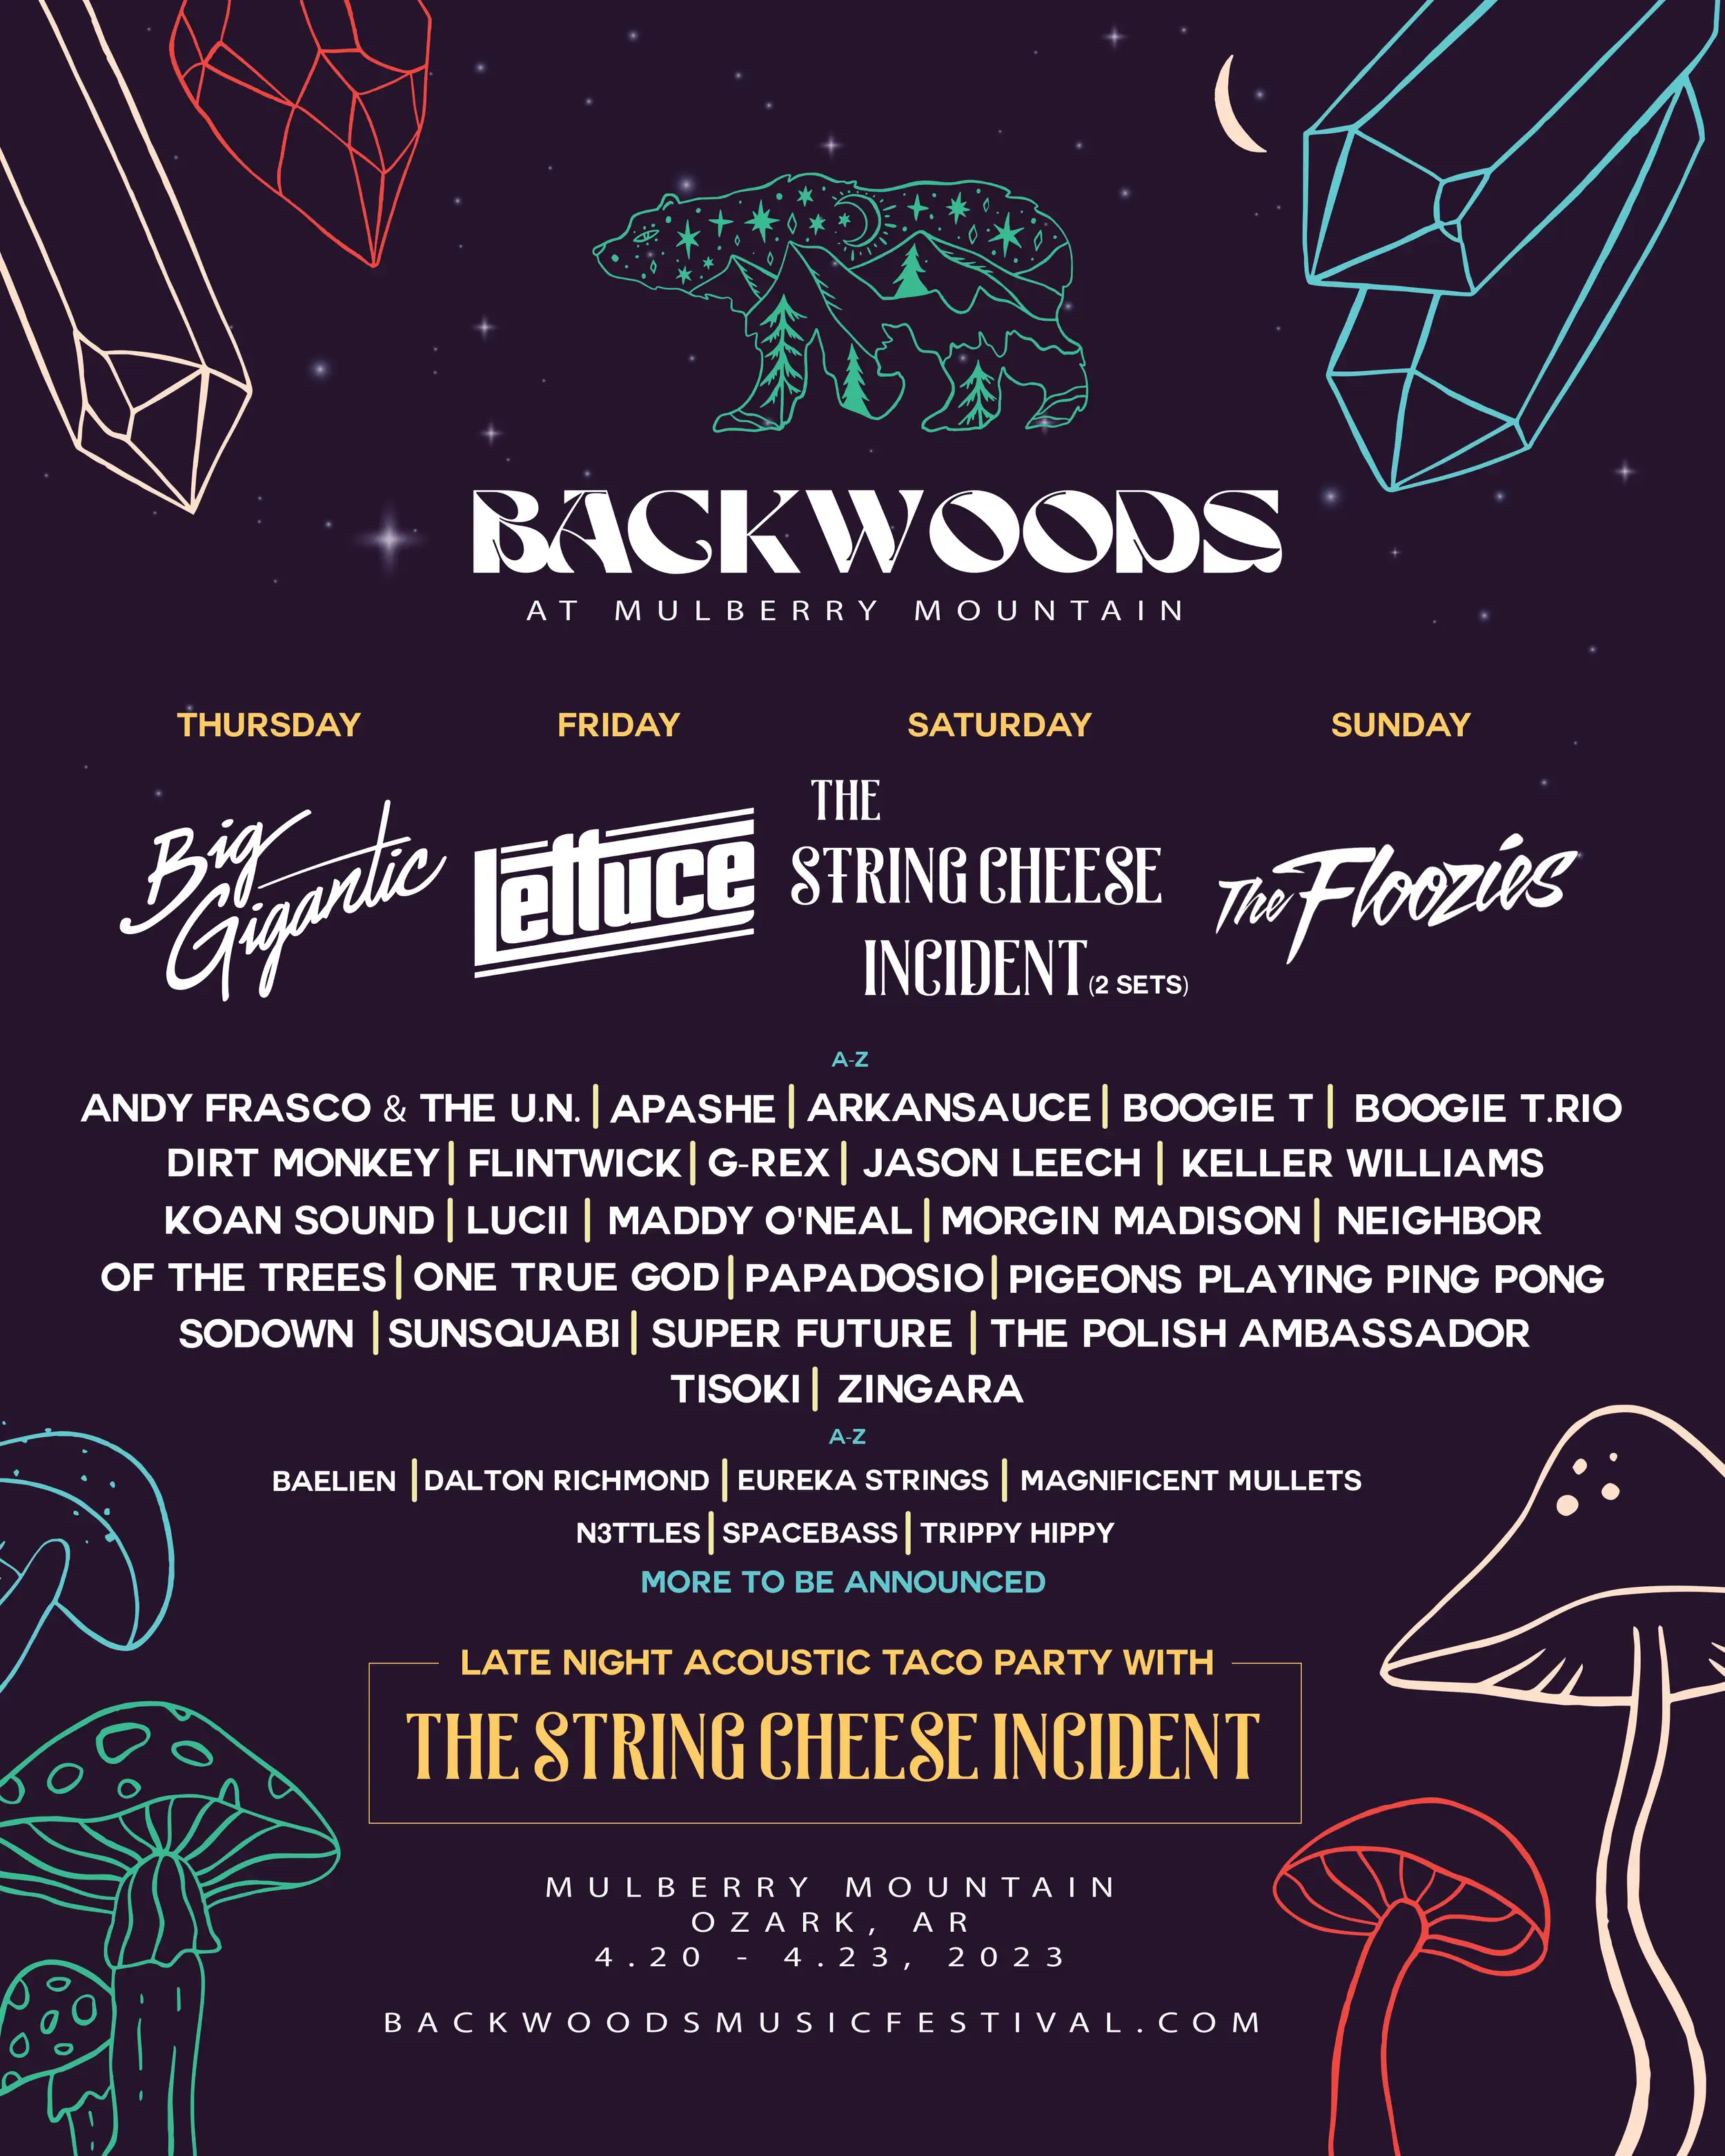 BACKWOODS
AT MULBERRY MOUNTAIN
THURSDAY
FRIDAY
SATURDAY
SUNDAY
Big
Gigantic
Lettuce
THE
STRING CHEESE
INCIDENT (2 SETS)
The Floozies
A-Z
ANDY FRASCO & THE U.N. | APASHE | ARKANSAUCE | BOOGIE T | BOOGIE T.RIO
DIRT MONKEY | FLINTWICK | G-REX | JASON LEECH | KELLER WILLIAMS
KOAN SOUND | LUCII | MADDY O'NEAL | MORGIN MADISON | NEIGHBOR
OF THE TREES | ONE TRUE GOD | PAPADOSIO | PIGEONS PLAYING PING PONG
SODOWN | SUNSQUABI | SUPER FUTURE | THE POLISH AMBASSADOR
TISOKI | ZINGARA
A-Z
BAELIEN | DALTON RICHMOND | EUREKA STRINGS | MAGNIFICENT MULLETS
N3TTLES | SPACEBASS | TRIPPY HIPPY
MORE TO BE ANNOUNCED
LATE NIGHT ACOUSTIC TACO PARTY WITH
THE STRING CHEESE INCIDENT
MULBERRY MOUNTAIN
OZARK, AR
4.20 - 4.23, 2023
BACKWOODSMUSICFESTIVAL.COM